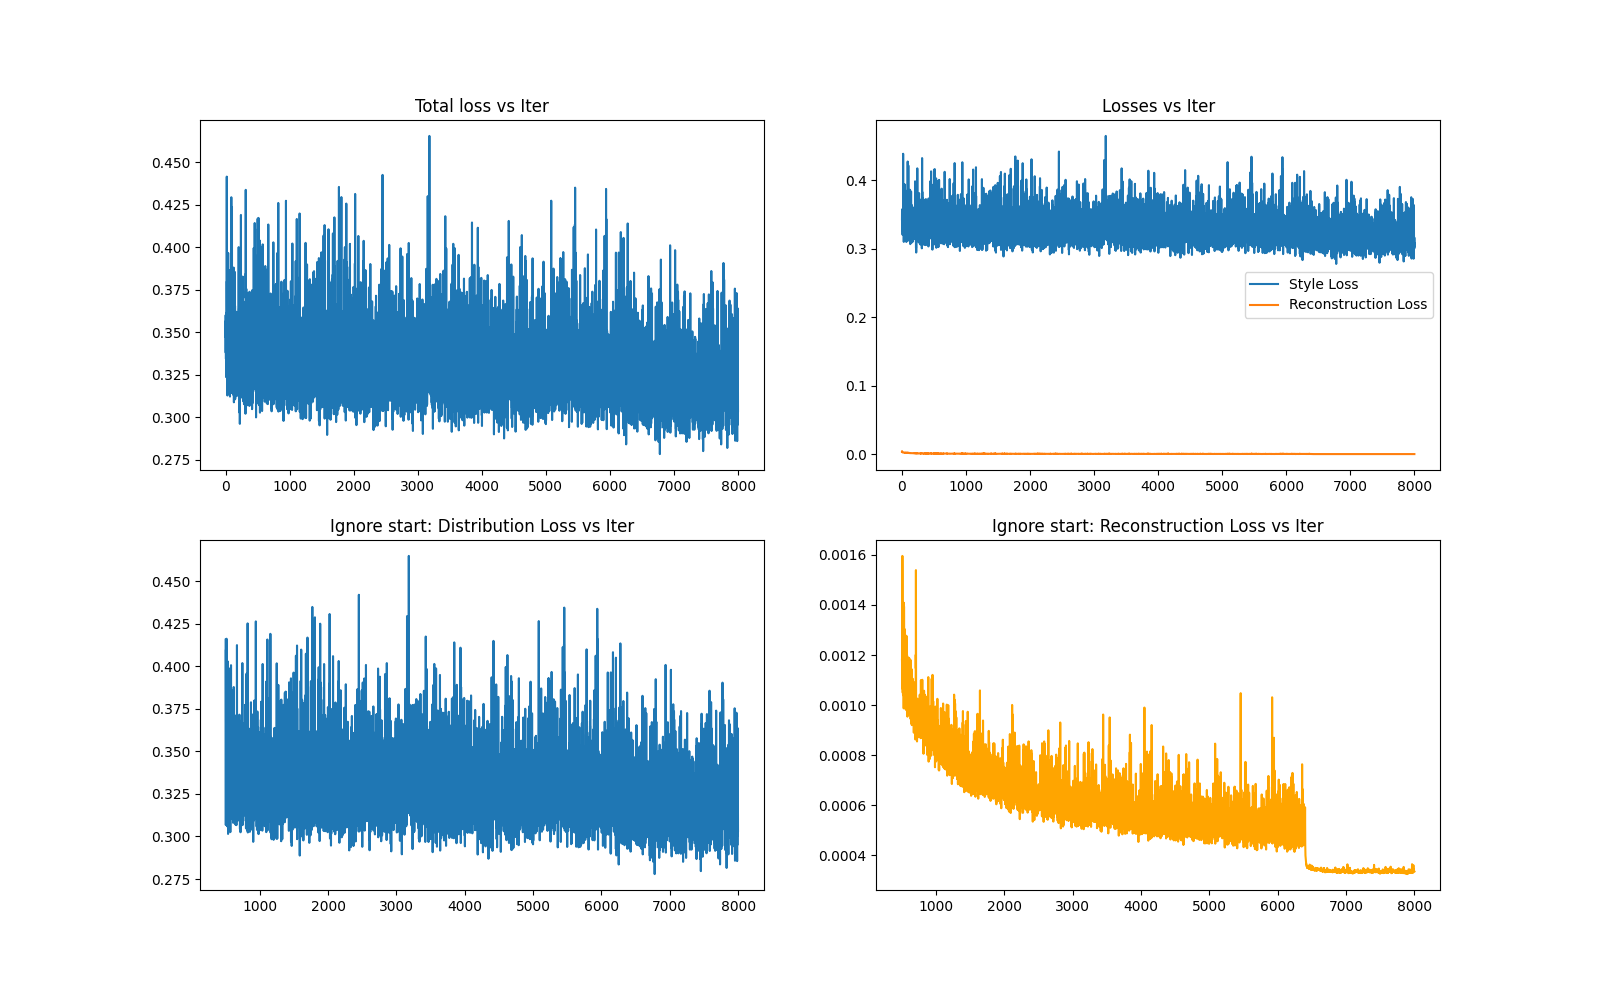 Total loss vs Iter
0.450
0.425
0.400
0.375
0.350
0.325
0.300
0.275
0 1000 2000 3000 4000 5000 6000 7000 8000
Losses vs Iter
0.4
0.3
0.2
0.1
0.0
Style Loss
Reconstruction Loss
0 1000 2000 3000 4000 5000 6000 7000 8000
Ignore start: Distribution Loss vs Iter
0.450
0.425
0.400
0.375
0.350
0.325
0.300
0.275
1000 2000 3000 4000 5000 6000 7000 8000
Ignore start: Reconstruction Loss vs Iter
0.0016
0.0014
0.0012
0.0010
0.0008
0.0006
0.0004
1000 2000 3000 4000 5000 6000 7000 8000